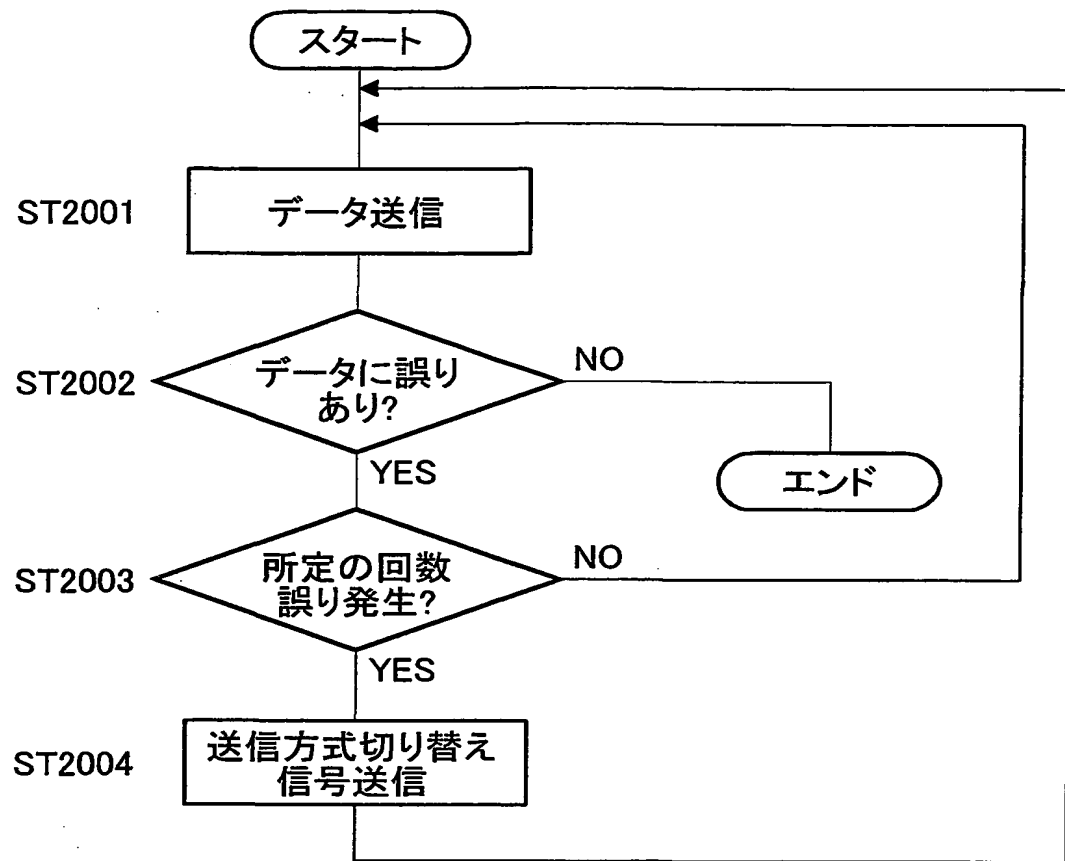 スタート
ST2001
データ送信
ST2002
データに誤り
あり?
NO
YES
エンド
ST2003
所定の回数
誤り発生?
NO
YES
ST2004
送信方式切り替え
信号送信